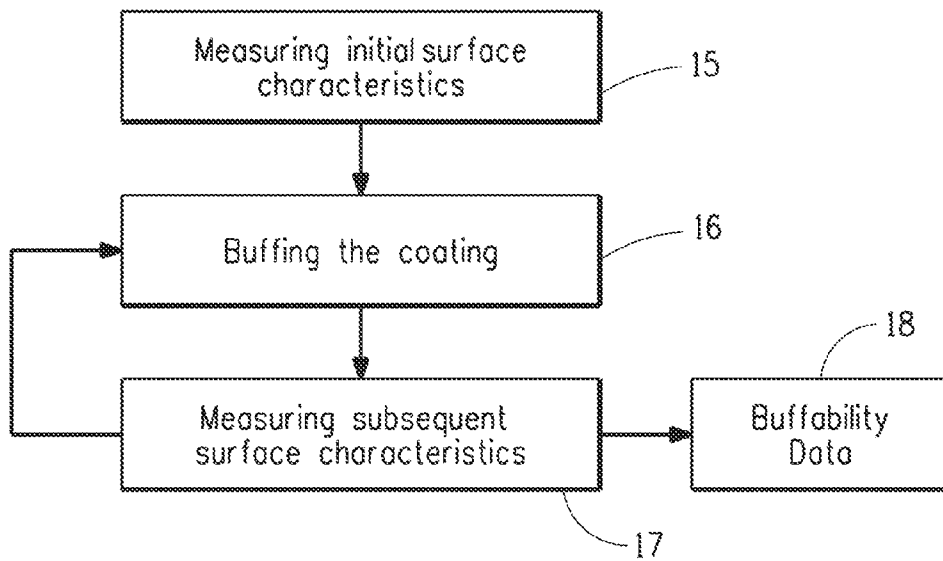 Measuring initial surface
characteristics
15
Buffing the coating
16
18
Measuring subsequent
surface characteristics
Buffability
Data
17